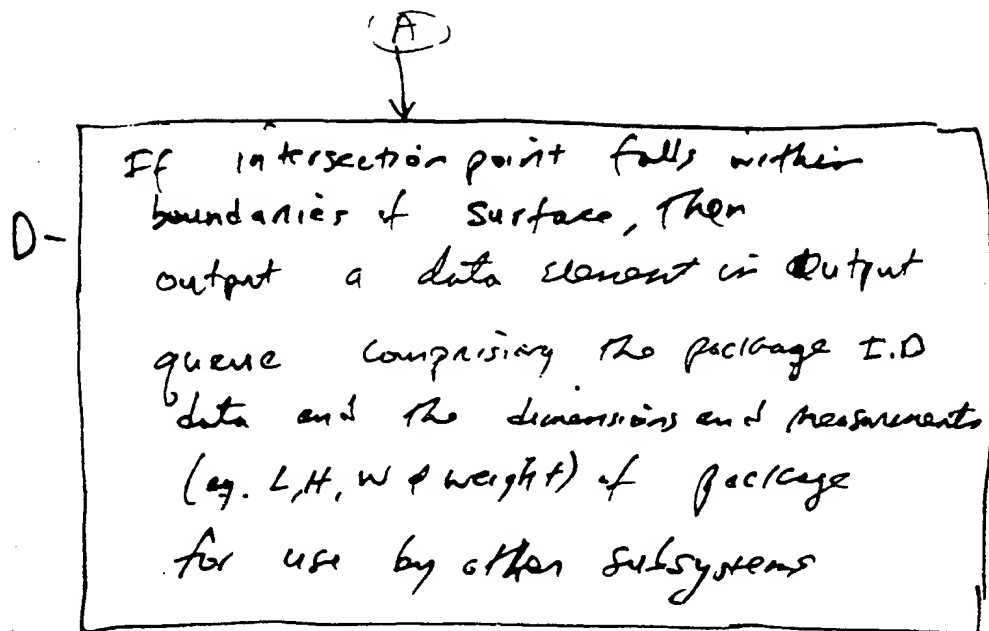 A
If intersection point falls within
D- boundaries of surface, Then
output a data element in Output
queue comprising the package I.D
data and the dimensions and measurements
(eg. L,H, W & weight) of package
for use by other subsystems